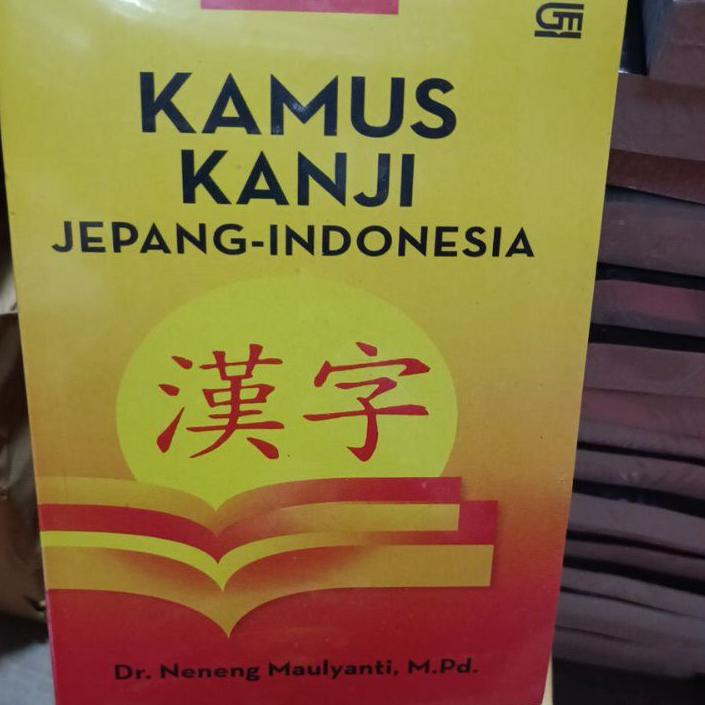 KAMUS
KANJI
JEPANG-INDONESIA
漢字
Dr. Neneng Maulyanti, M.Pd.